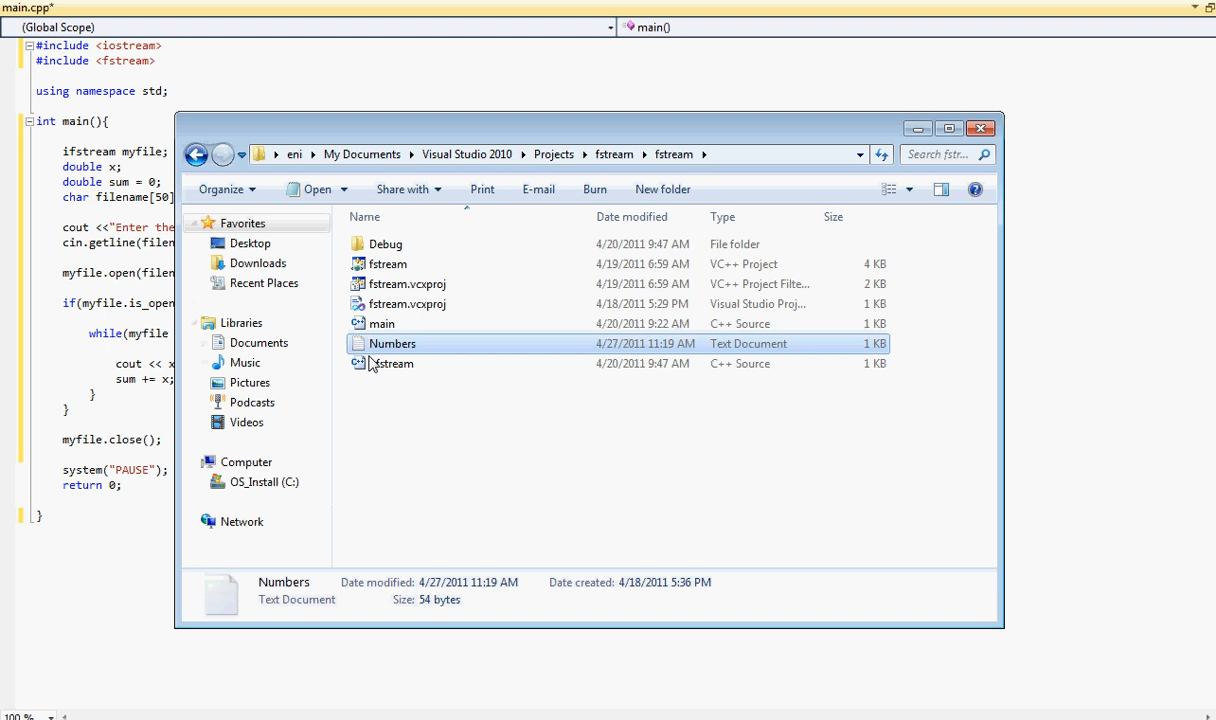 main.cpp*
(Global Scope)
main()
#include <iostream>
#include <fstream>
using namespace std;
int main(){
ifstream myfile;
double x;
double sum = 0;
char filename[50]
cout <<"Enter the
cin.getline(filen
myfile.open(filen
if(myfile.is_open
while(myfile
cout << x
sum += x;
}
}
myfile.close();
system("PAUSE");
return 0;
}
eni
My Documents
Visual Studio 2010
Projects
fstream
fstream
Search fstr...
Organize
Open
Share with
Print
E-mail
Burn
New folder
Favorites
Desktop
Downloads
Recent Places
Libraries
Documents
Music
Pictures
Podcasts
Videos
Computer
OS_Install (C:)
Network
Name Date modified Type Size
Debug 4/20/2011 9:47 AM File folder
fstream 4/19/2011 6:59 AM VC++ Project 4 KB
fstream.vcxproj 4/19/2011 6:59 AM VC++ Project Filte... 2 KB
fstream.vcxproj 4/18/2011 5:29 PM Visual Studio Proj... 1 KB
main 4/20/2011 9:22 AM C++ Source 1 KB
Numbers 4/27/2011 11:19 AM Text Document 1 KB
4/20/2011 9:47 AM C++ Source 1 KB
Numbers Date modified: 4/27/2011 11:19 AM Date created: 4/18/2011 5:36 PM
Text Document Size: 54 bytes
100 %